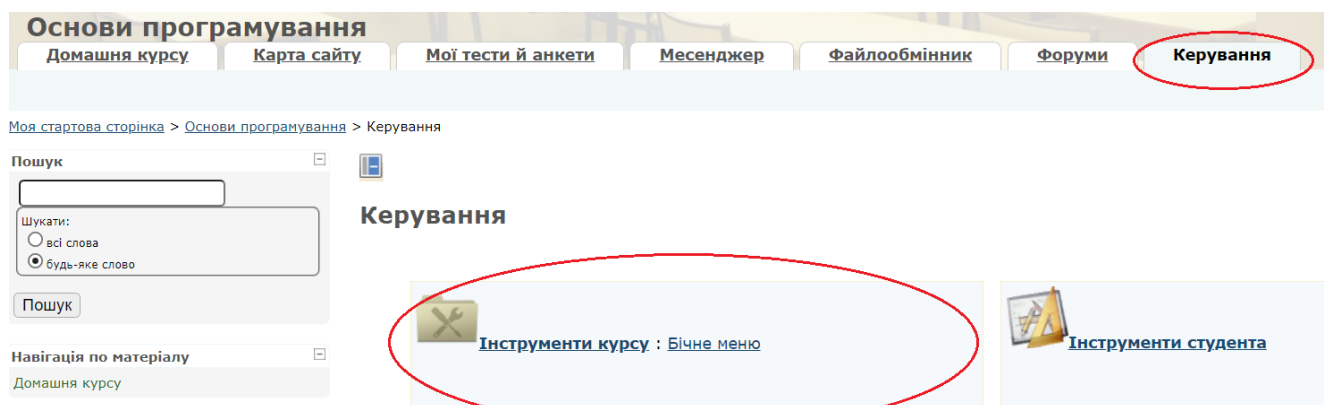 Основи програмування
Домашня курсу Карта сайту Мої тести й анкети Месенджер Файлообмінник Форуми Керування
Моя стартова сторінка > Основи програмування > Керування
Пошук
Шукати:
всі слова
будь-яке слово
Пошук
Навігація по матеріалу
Домашня курсу
Керування
Інструменти курсу : Бічне меню
Інструменти студента